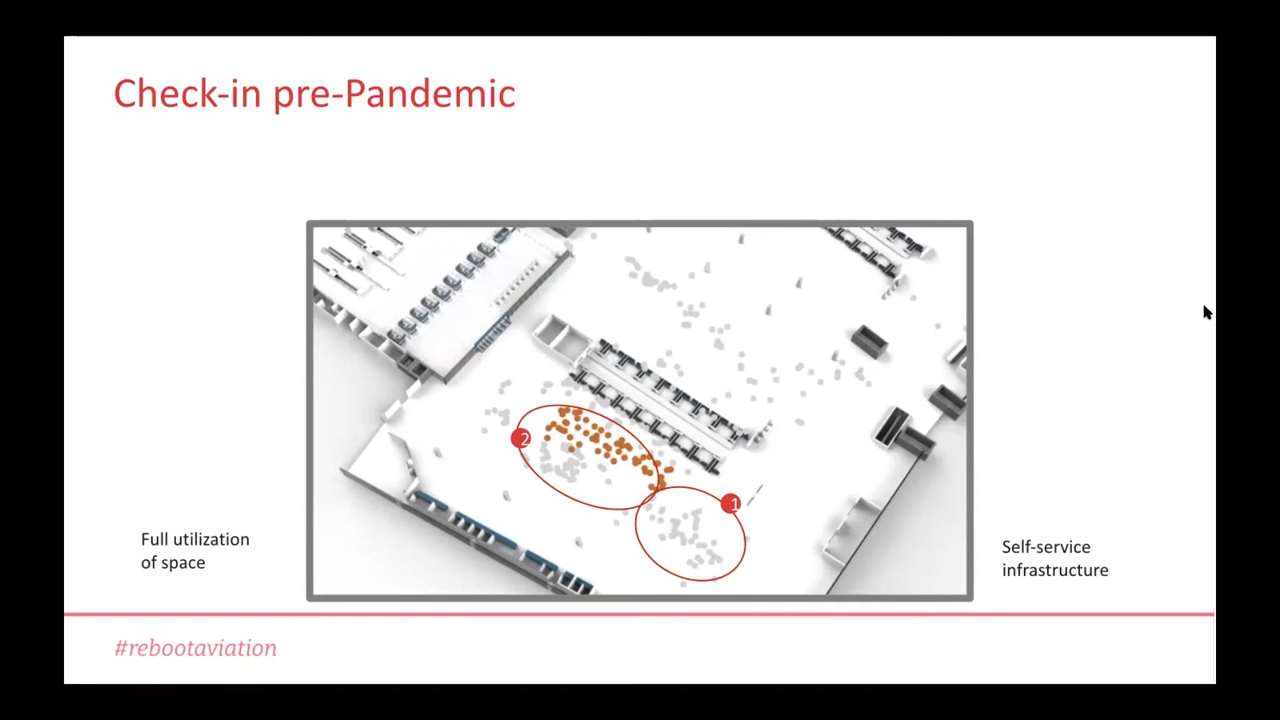 Check-in pre-Pandemic
2
1
Full utilization
of space
Self-service
infrastructure
#rebootaviation